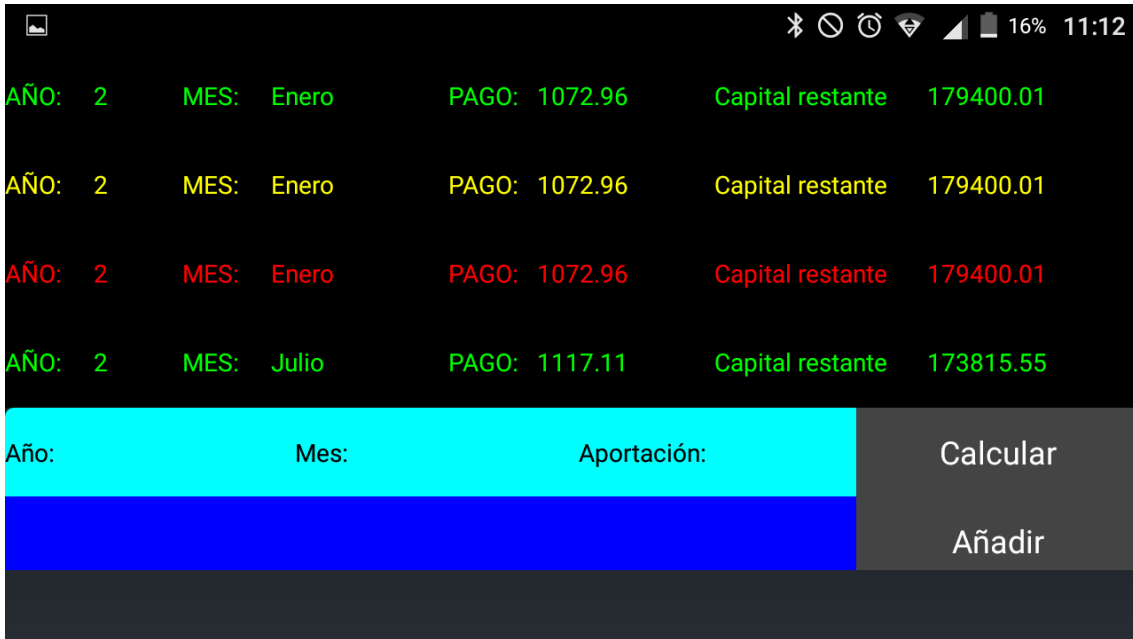 16% 11:12
AÑO: 2 MES: Enero PAGO: 1072.96 Capital restante 179400.01
AÑO: 2 MES: Enero PAGO: 1072.96 Capital restante 179400.01
AÑO: 2 MES: Enero PAGO: 1072.96 Capital restante 179400.01
AÑO: 2 MES: Julio PAGO: 1117.11 Capital restante 173815.55
Año: Mes: Aportación: Calcular
Añadir